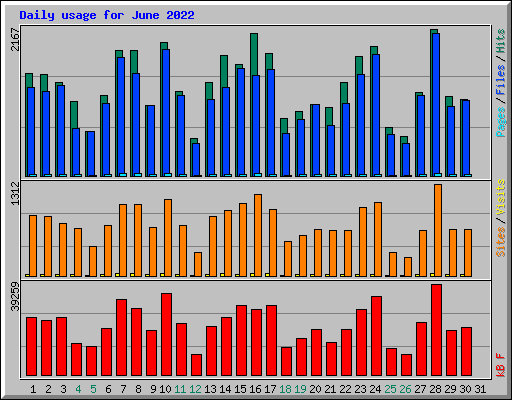 Daily usage for June 2022
2167
Pages/Files/Hits
1312
Sites/Visits
39259
kB F
1 2 3 4 5 6 7 8 9 10 11 12 13 14 15 16 17 18 19 20 21 22 23 24 25 26 27 28 29 30 31